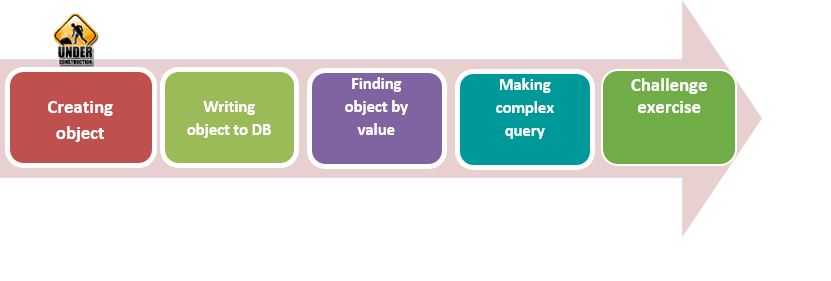 UNDER
CONSTRUCTION
Creating
object
Writing
object to DB
Finding
object by
value
Making
complex
query
Challenge
exercise